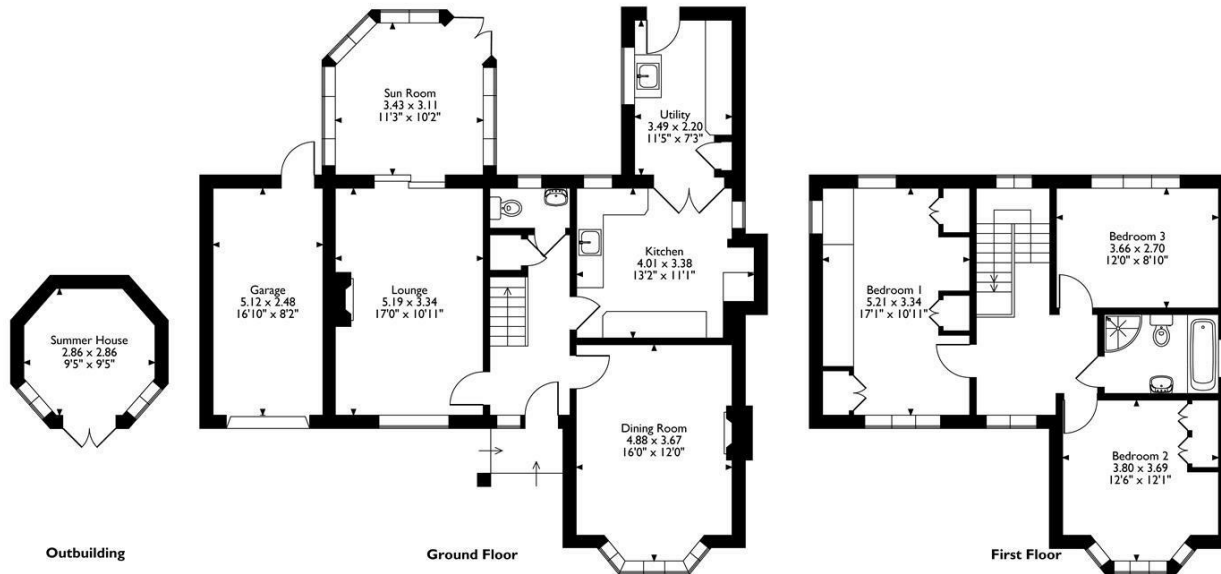 Sun Room
3.43 x 3.11
11'3" x 10'2"
Utility
3.49 x 2.20
11'5" x 7'3"
Kitchen
4.01 x 3.38
13'2" x 11'1"
Garage
5.12 x 2.48
16'10" x 8'2"
Lounge
5.19 x 3.34
17'0" x 10'11"
Summer House
2.86 x 2.86
9'5" x 9'5"
Dining Room
4.88 x 3.67
16'0" x 12'0"
Bedroom 1
5.21 x 3.34
17'1" x 10'11"
Bedroom 3
3.66 x 2.70
12'0" x 8'10"
Bedroom 2
3.80 x 3.69
12'6" x 12'1"
Outbuilding
Ground Floor
First Floor